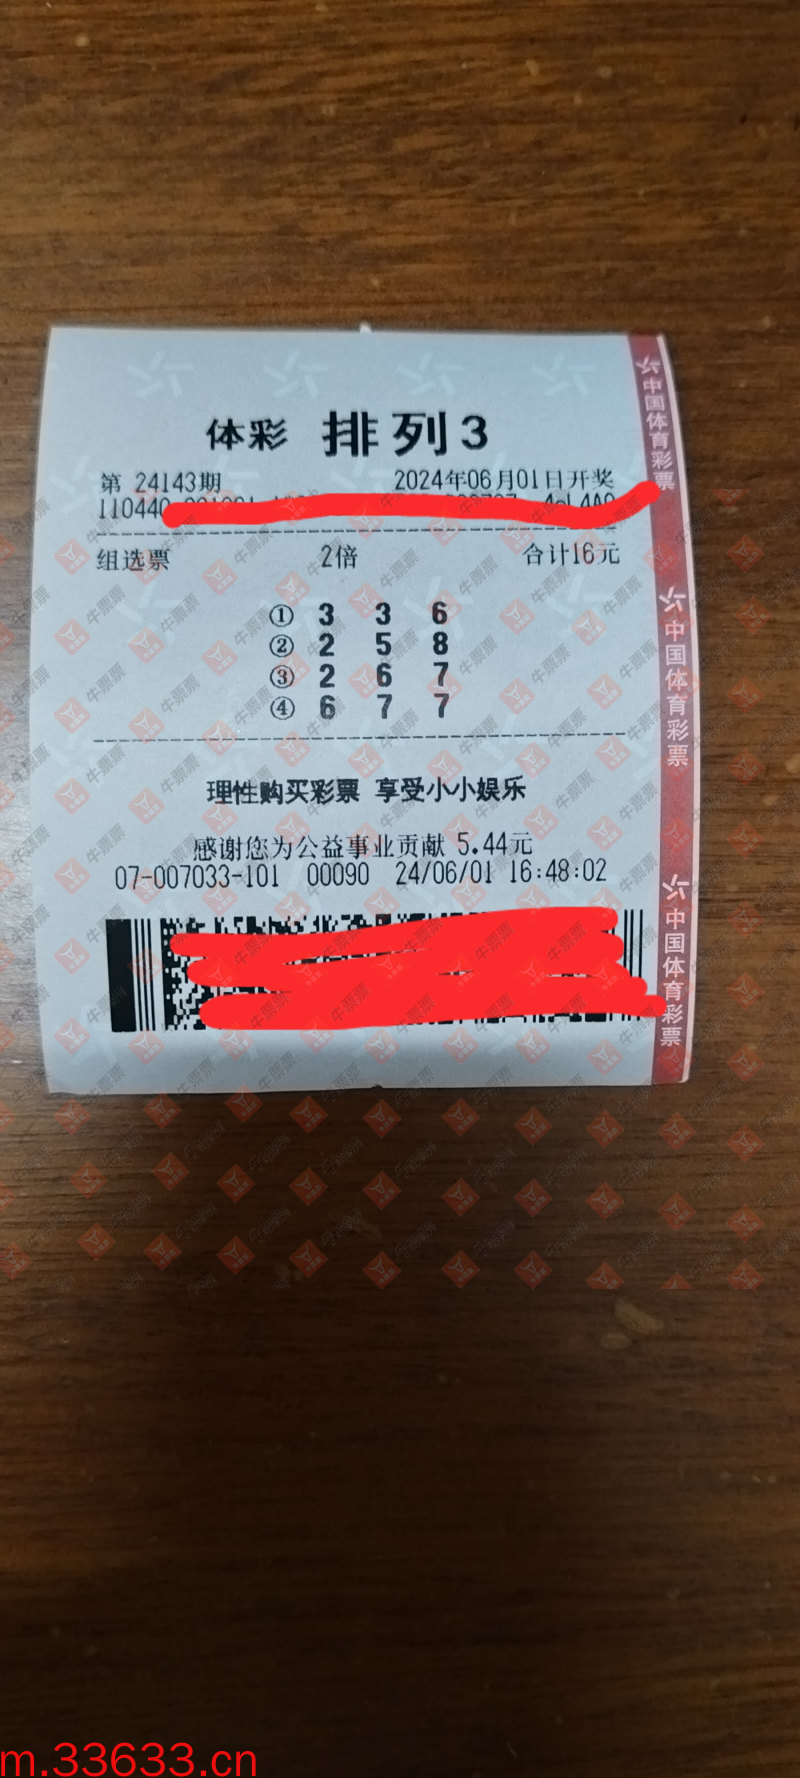 体彩 排列3
第 24143期 2024年06月01日开奖
110440
组选票 2倍 合计16元
① 3 3 6
② 2 5 8
③ 2 6 7
④ 6 7 7
理性购买彩票 享受小小娱乐
感谢您为公益事业贡献 5.44元
07-007033-101 00090 24/06/01 16:48:02
中国体育彩票
中国体育彩票
中国体育彩票
牛票票
m.33633.cn